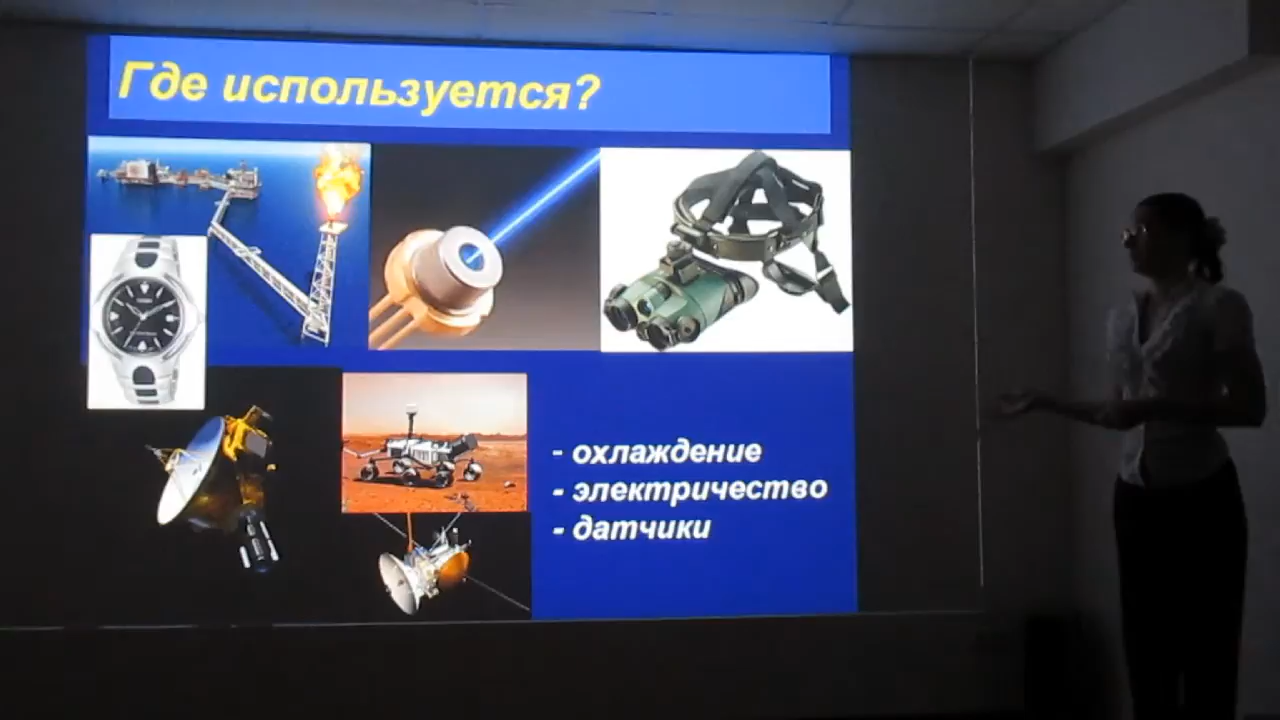 Где используется?
- охлаждение
- электричество
- датчики